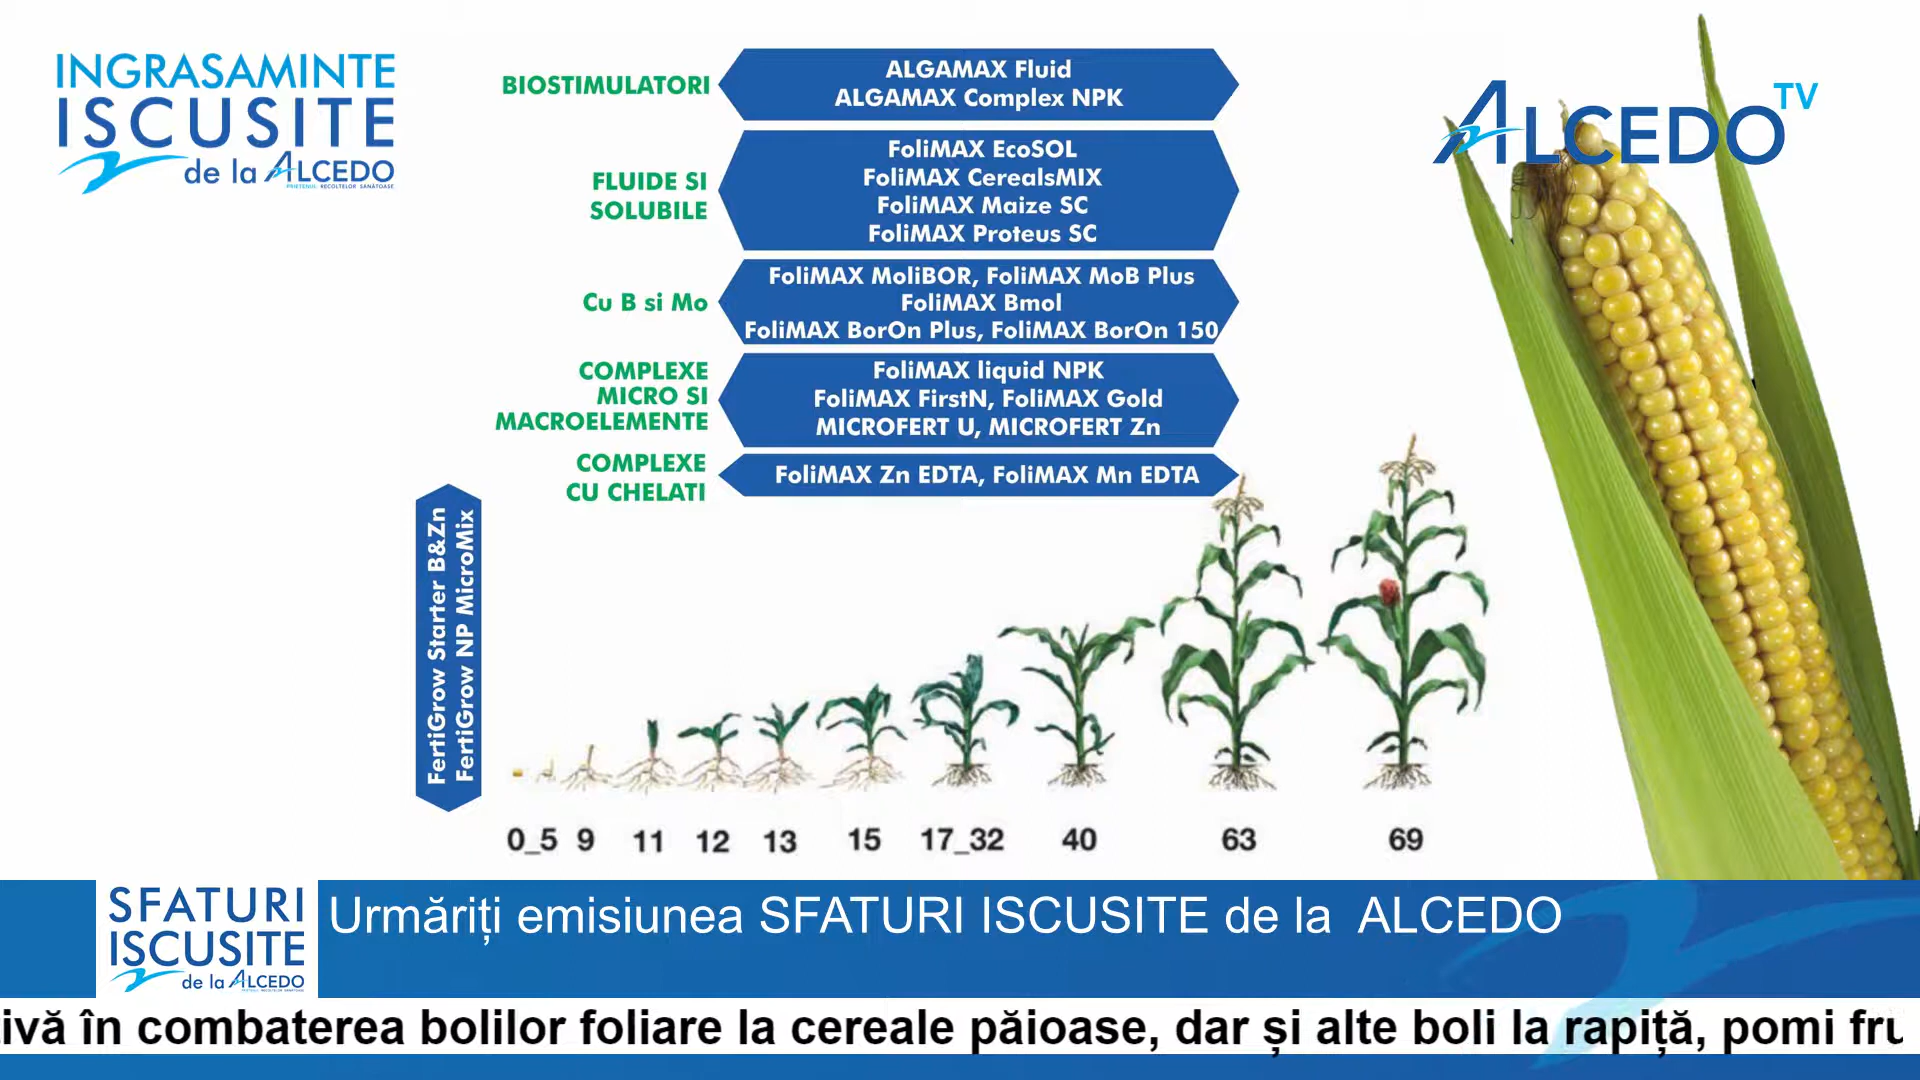 INGRASAMINTE
ISCUSITE
de la ALCEDO
PRIETENUL RECOLTELOR SANĂTOASE
ALCEDO TV
BIOSTIMULATORI
ALGAMAX Fluid
ALGAMAX Complex NPK
FLUIDE SI
SOLUBILE
FoliMAX EcoSOL
FoliMAX CerealsMIX
FoliMAX Maize SC
FoliMAX Proteus SC
Cu B si Mo
FoliMAX MoliBOR, FoliMAX MoB Plus
FoliMAX Bmol
FoliMAX BorOn Plus, FoliMAX BorOn 150
COMPLEXE
MICRO SI
MACROELEMENTE
FoliMAX liquid NPK
FoliMAX FirstN, FoliMAX Gold
MICROFERT U, MICROFERT Zn
COMPLEXE
CU CHELATI
FoliMAX Zn EDTA, FoliMAX Mn EDTA
FertiGrow Starter B&Zn
FertiGrow NP MicroMix
0_5 9 11 12 13 15 17_32 40 63 69
SFATURI
ISCUSITE
de la ALCEDO
Urmăriți emisiunea SFATURI ISCUSITE de la ALCEDO
ivă în combaterea bolilor foliare la cereale păioase, dar și alte boli la rapiță, pomi fru